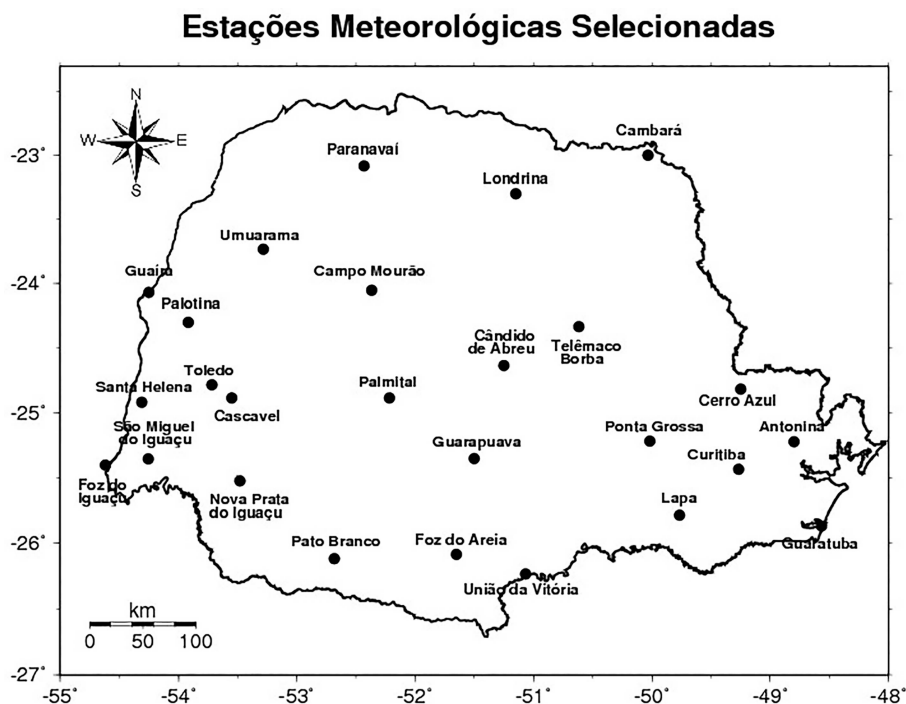 Estações Meteorológicas Selecionadas
N
W
E
S
-23°
-24°
-25°
-26°
-27°
Cambará
Paranavaí
Londrina
Umuarama
Guaíra
Campo Mourão
Palotina
Cândido
de Abreu
Telêmaco
Borba
Toledo
Santa Helena
Palmital
Cascavel
Cerro Azul
São Miguel
do Iguaçu
Guarapuava
Ponta Grossa
Antonina
Curitiba
Foz do
Iguaçu
Nova Prata
do Iguaçu
Lapa
Pato Branco
Foz do Areia
Guaratuba
União da Vitória
km
0 50 100
-55° -54° -53° -52° -51° -50° -49° -48°